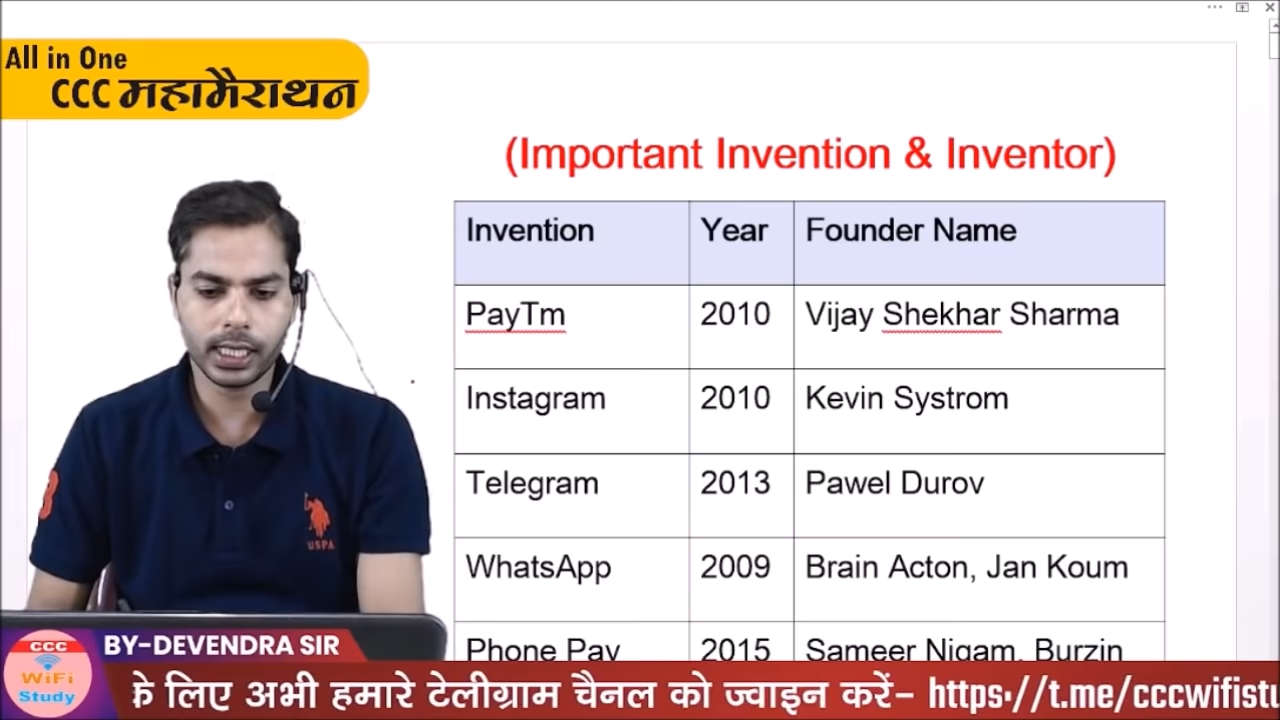 All in One
CCC महामैराथन
(Important Invention & Inventor)
Invention Year Founder Name
PayTm 2010 Vijay Shekhar Sharma
Instagram 2010 Kevin Systrom
Telegram 2013 Pawel Durov
WhatsApp 2009 Brain Acton, Jan Koum
Phone Pay 2015 Sameer Nigam, Burzin
3
USPA
BY-DEVENDRA SIR
CCC
WiFi
Study
के लिए अभी हमारे टेलीग्राम चैनल को ज्वाइन करें- https://t.me/cccwifistu